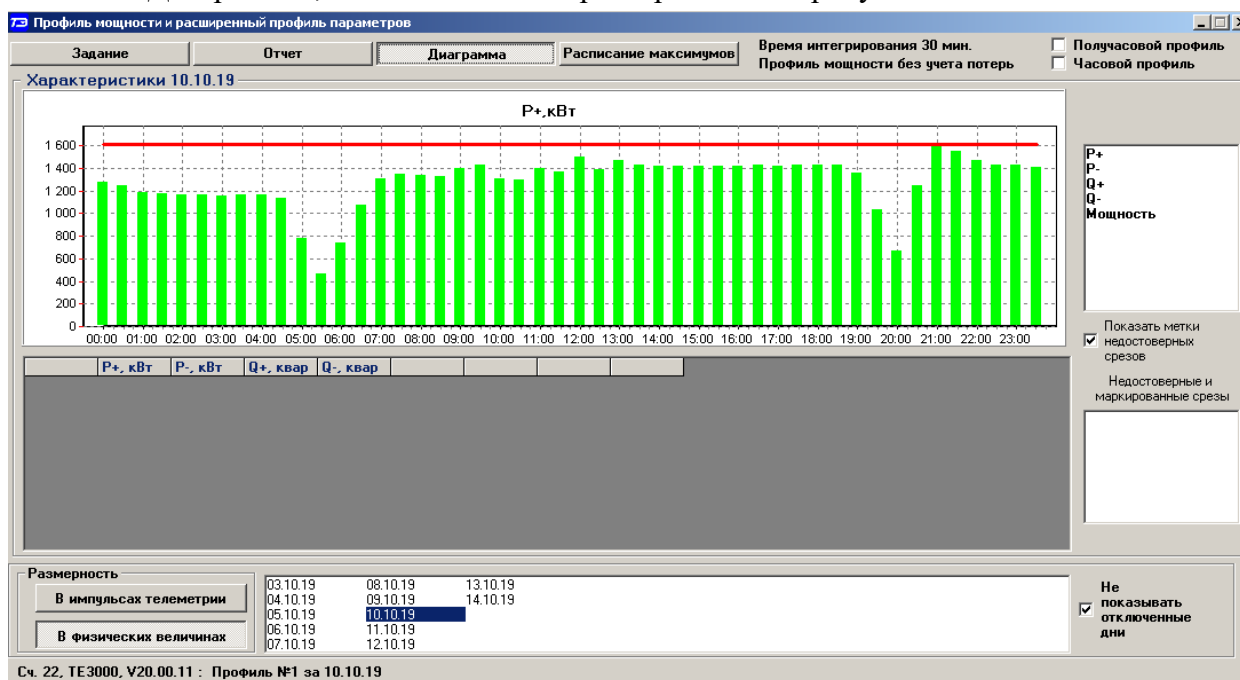 ТЭ Профиль мощности и расширенный профиль параметров
Задание Отчет Диаграмма Расписание максимумов
Время интегрирования 30 мин.
Профиль мощности без учета потерь
Получасовой профиль
Часовой профиль
Характеристики 10.10.19
P+,кВт
1 600
1 400
1 200
1 000
800
600
400
200
0
00:00 01:00 02:00 03:00 04:00 05:00 06:00 07:00 08:00 09:00 10:00 11:00 12:00 13:00 14:00 15:00 16:00 17:00 18:00 19:00 20:00 21:00 22:00 23:00
P+
P-
Q+
Q-
Мощность
Показать метки
недостоверных
срезов
Недостоверные и
маркированные срезы
P+, кВт P-, кВт Q+, квар Q-, квар
Размерность
В импульсах телеметрии
В физических величинах
03.10.19 08.10.19 13.10.19
04.10.19 09.10.19 14.10.19
05.10.19 10.10.19
06.10.19 11.10.19
07.10.19 12.10.19
Не
показывать
отключенные
дни
Сч. 22, TE3000, V20.00.11 : Профиль №1 за 10.10.19